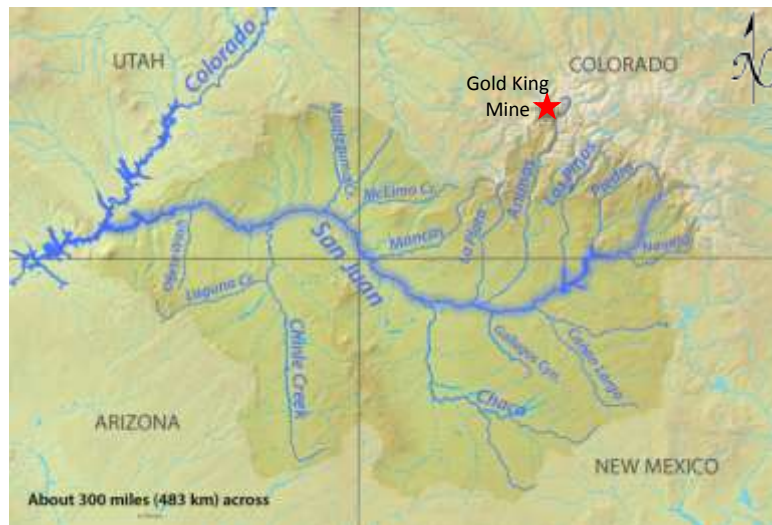 UTAH
Colorado
COLORADO
N
Gold King
Mine
Montezuma Cr.
McElmo Cr.
Mancos
La Plata
Animas
Los Pinos
Piedra
Navajo
San Juan
Laguna Cr.
Chinle Creek
Gallegos Cyn.
Cañon Largo
Chaco
ARIZONA
NEW MEXICO
About 300 miles (483 km) across